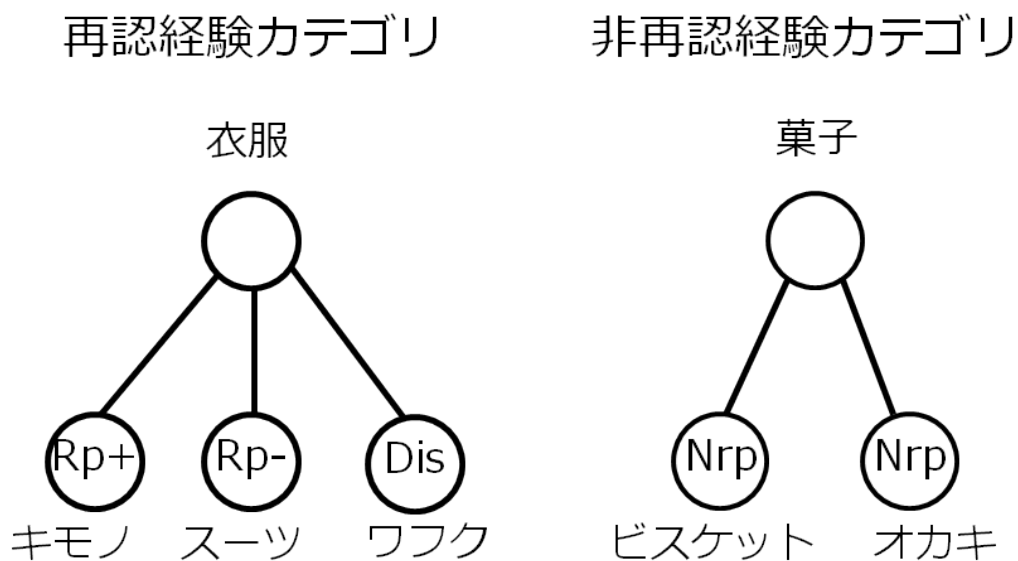 再認経験カテゴリ
非再認経験カテゴリ
衣服
菓子
Rp+
Rp-
Dis
Nrp
Nrp
キモノ
スーツ
ワフク
ビスケット
オカキ